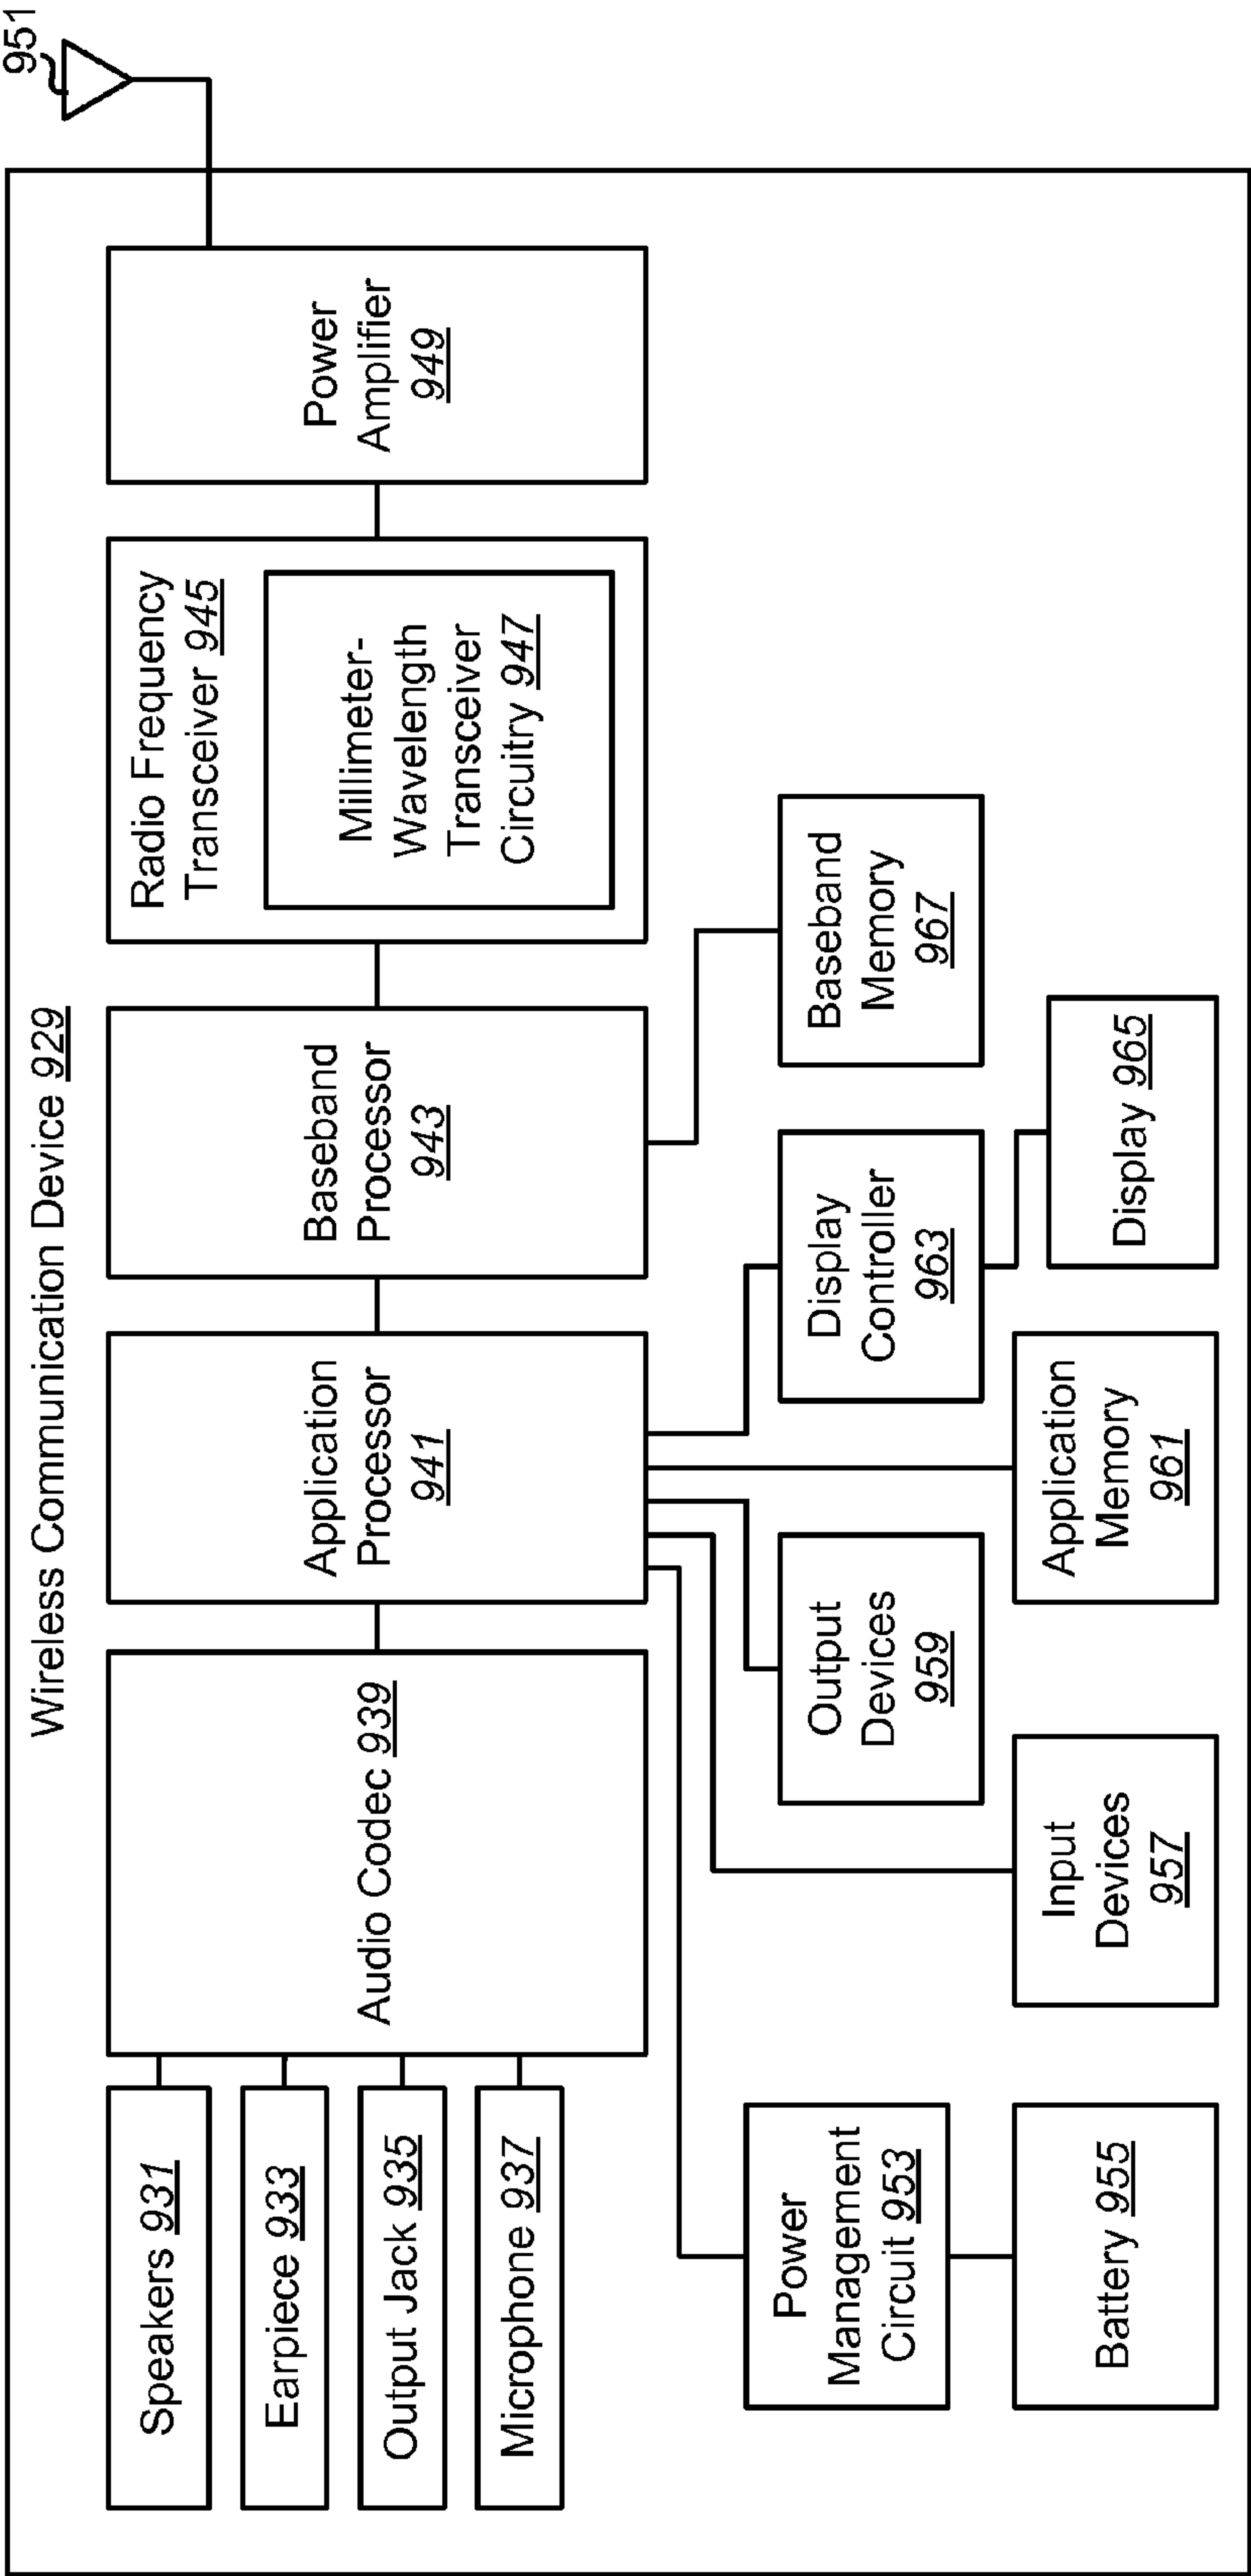 Wireless Communication Device 929
951
Speakers 931
Earpiece 933
Output Jack 935
Microphone 937
Audio Codec 939
Application
Processor
941
Baseband
Processor
943
Radio Frequency
Transceiver 945
Millimeter-
Wavelength
Transceiver
Circuitry 947
Power
Amplifier
949
Power
Management
Circuit 953
Battery 955
Input
Devices
957
Output
Devices
959
Application
Memory
961
Display
Controller
963
Display 965
Baseband
Memory
967